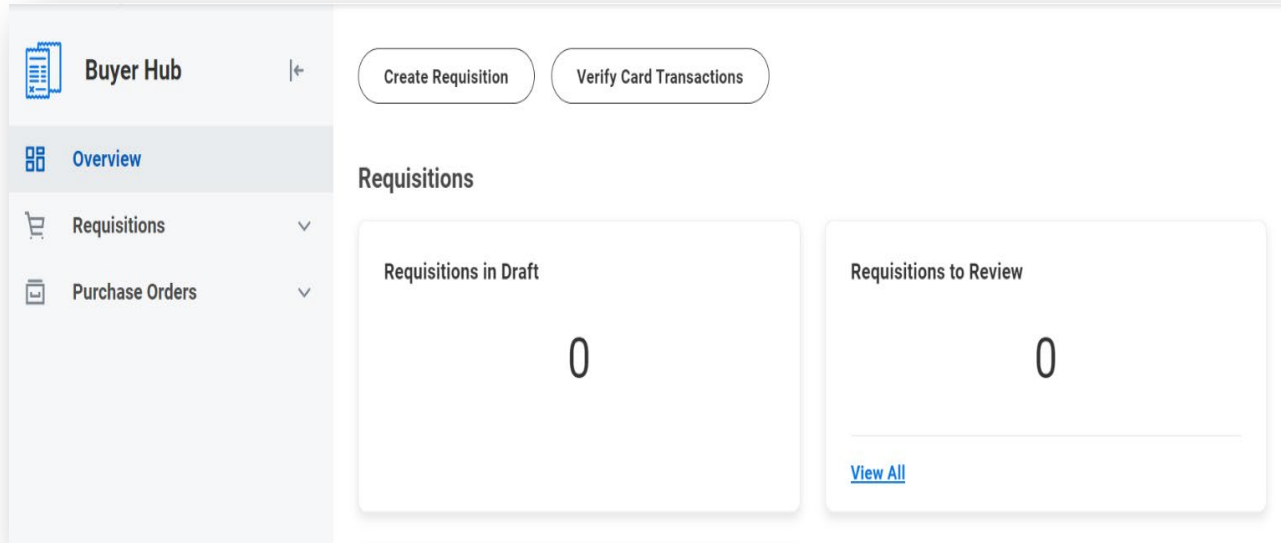 Buyer Hub
Create Requisition
Verify Card Transactions
Overview
Requisitions
Purchase Orders
Requisitions
Requisitions in Draft
0
Requisitions to Review
0
View All